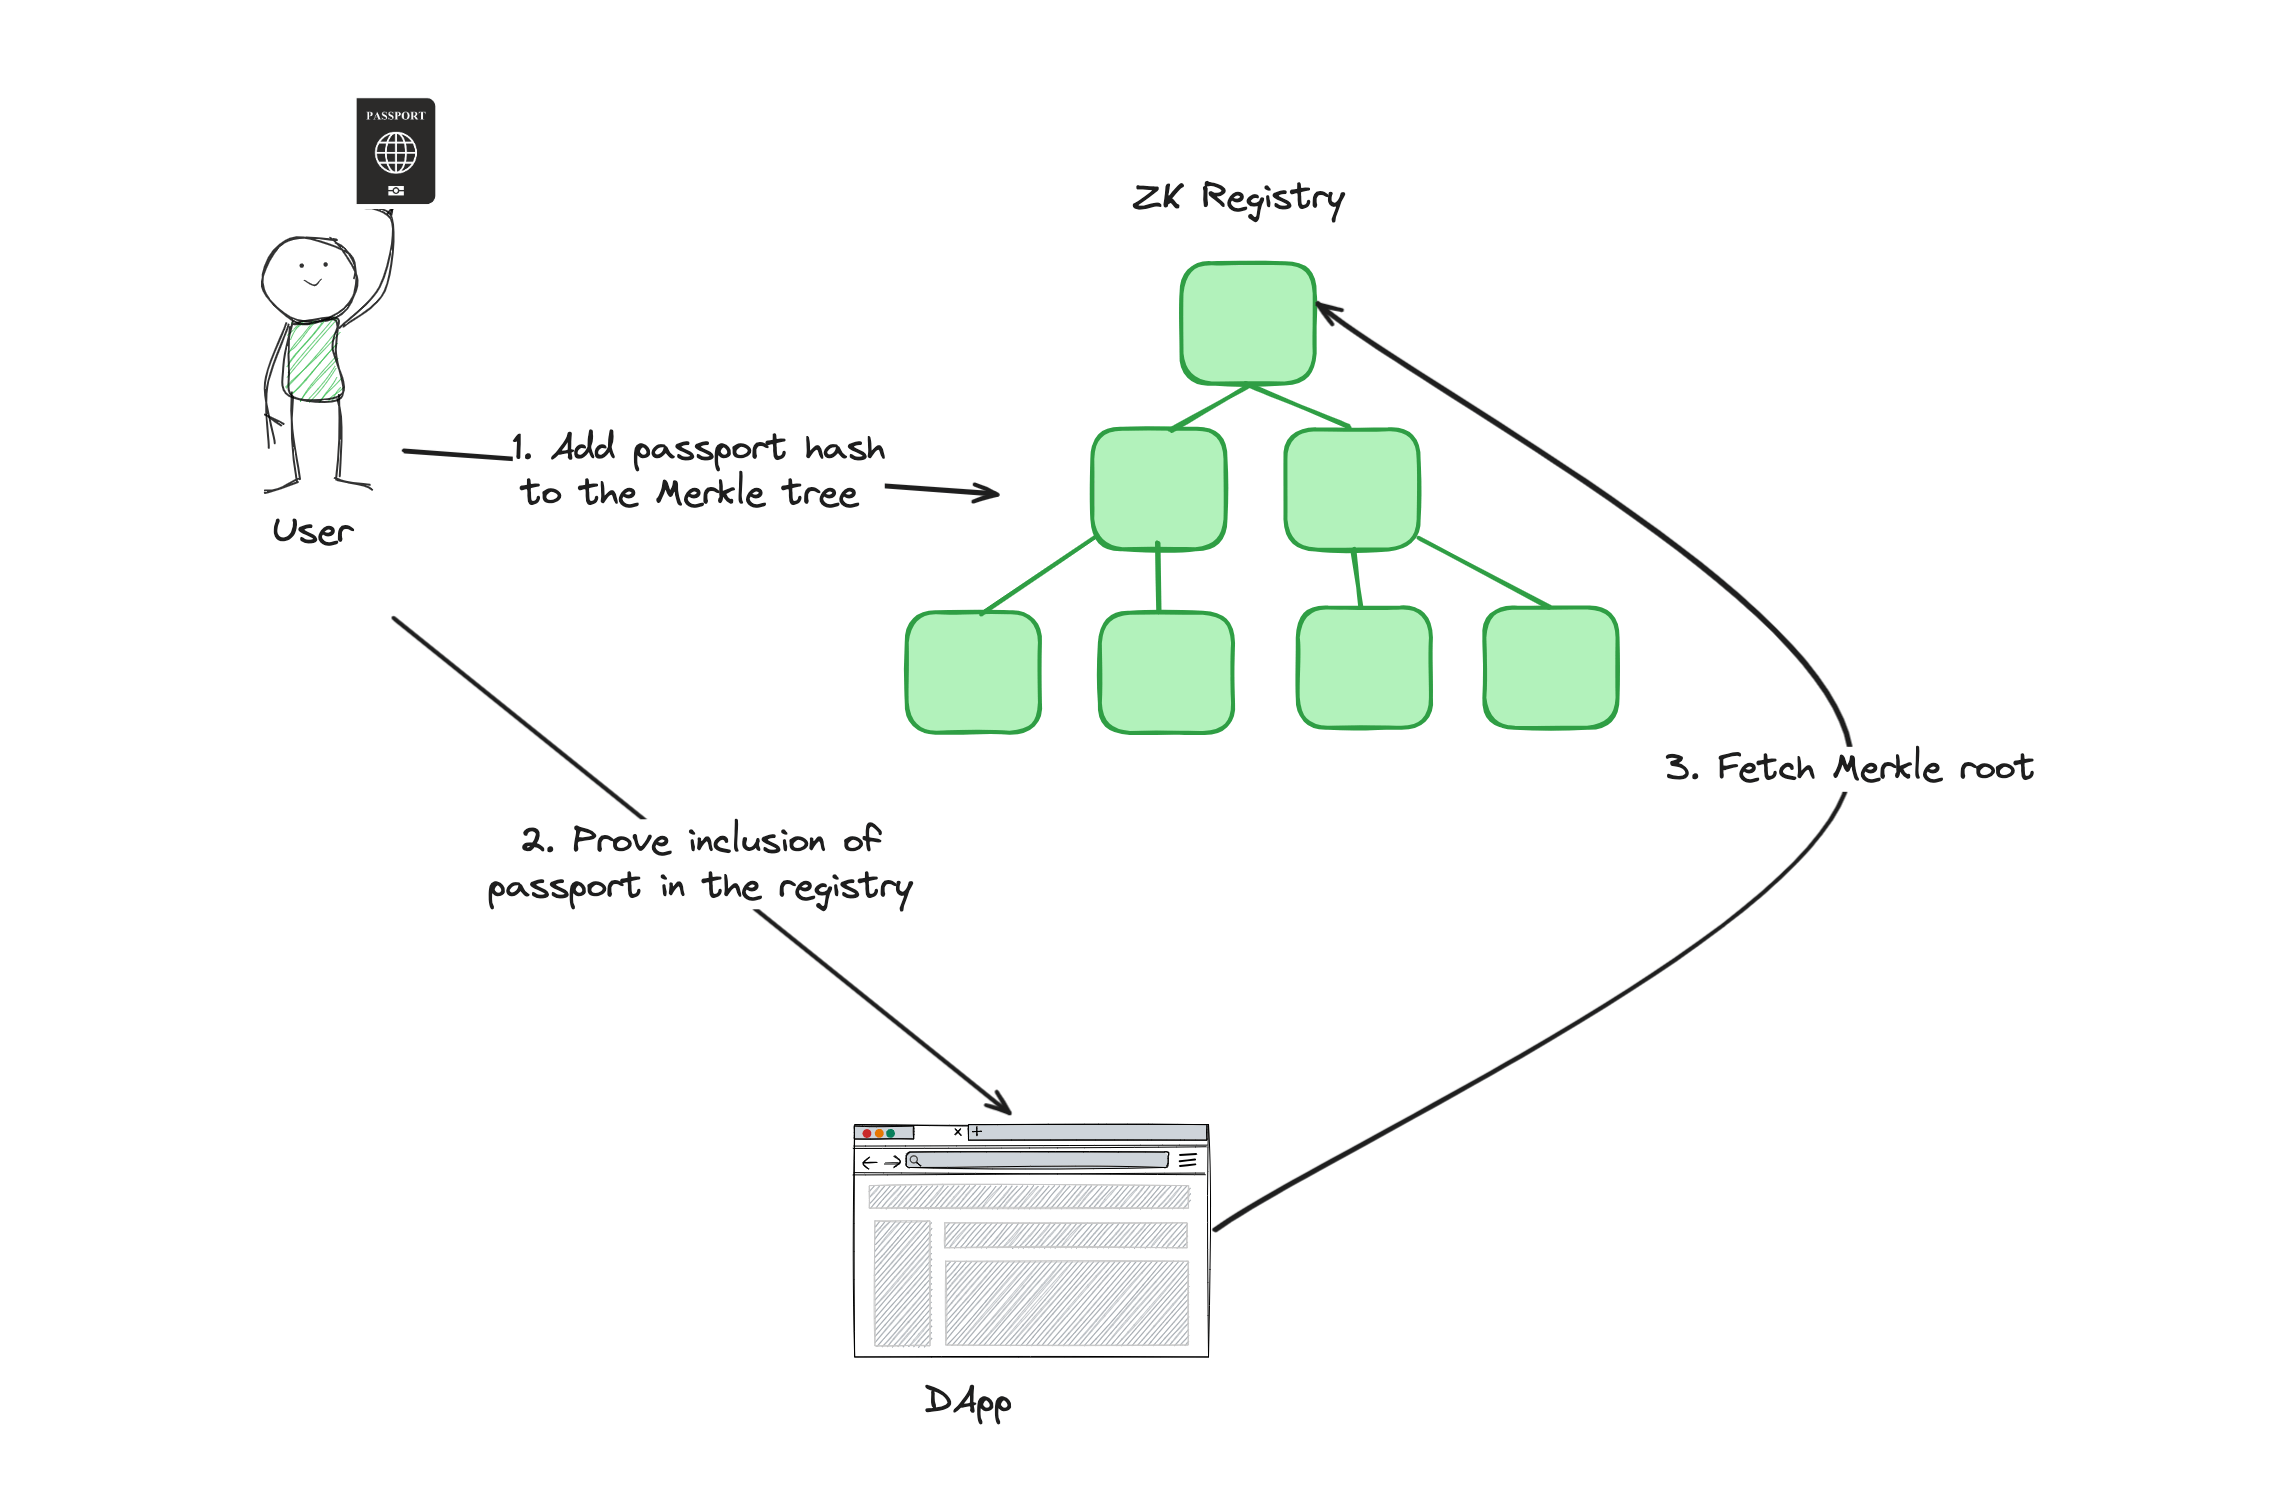 PASSPORT
ZK Registry
1. Add passport hash
to the Merkle tree
User
3. Fetch Merkle root
2. Prove inclusion of
passport in the registry
DApp